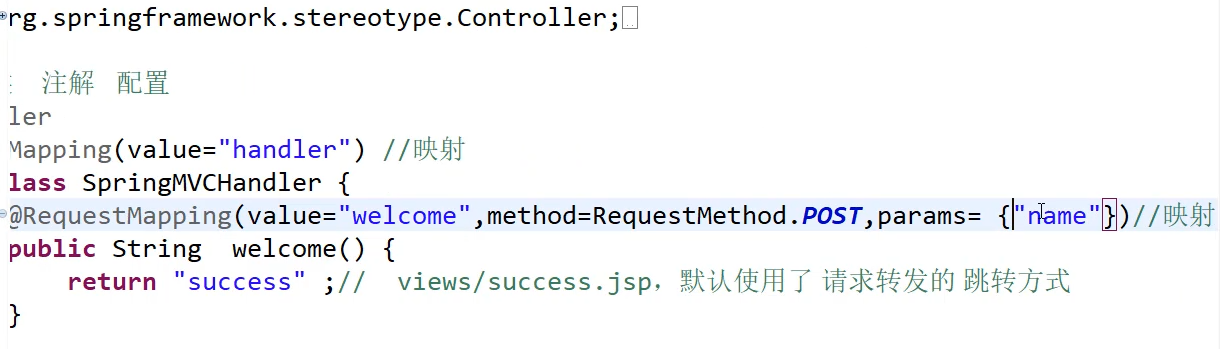 rg.springframework.stereotype.Controller;
注解 配置
ler
Mapping(value="handler") //映射
lass SpringMVCHandler {
@RequestMapping(value="welcome",method=RequestMethod.POST,params= {"name"})//映射
public String welcome() {
return "success" ;// views/success.jsp，默认使用了 请求转发的 跳转方式
}